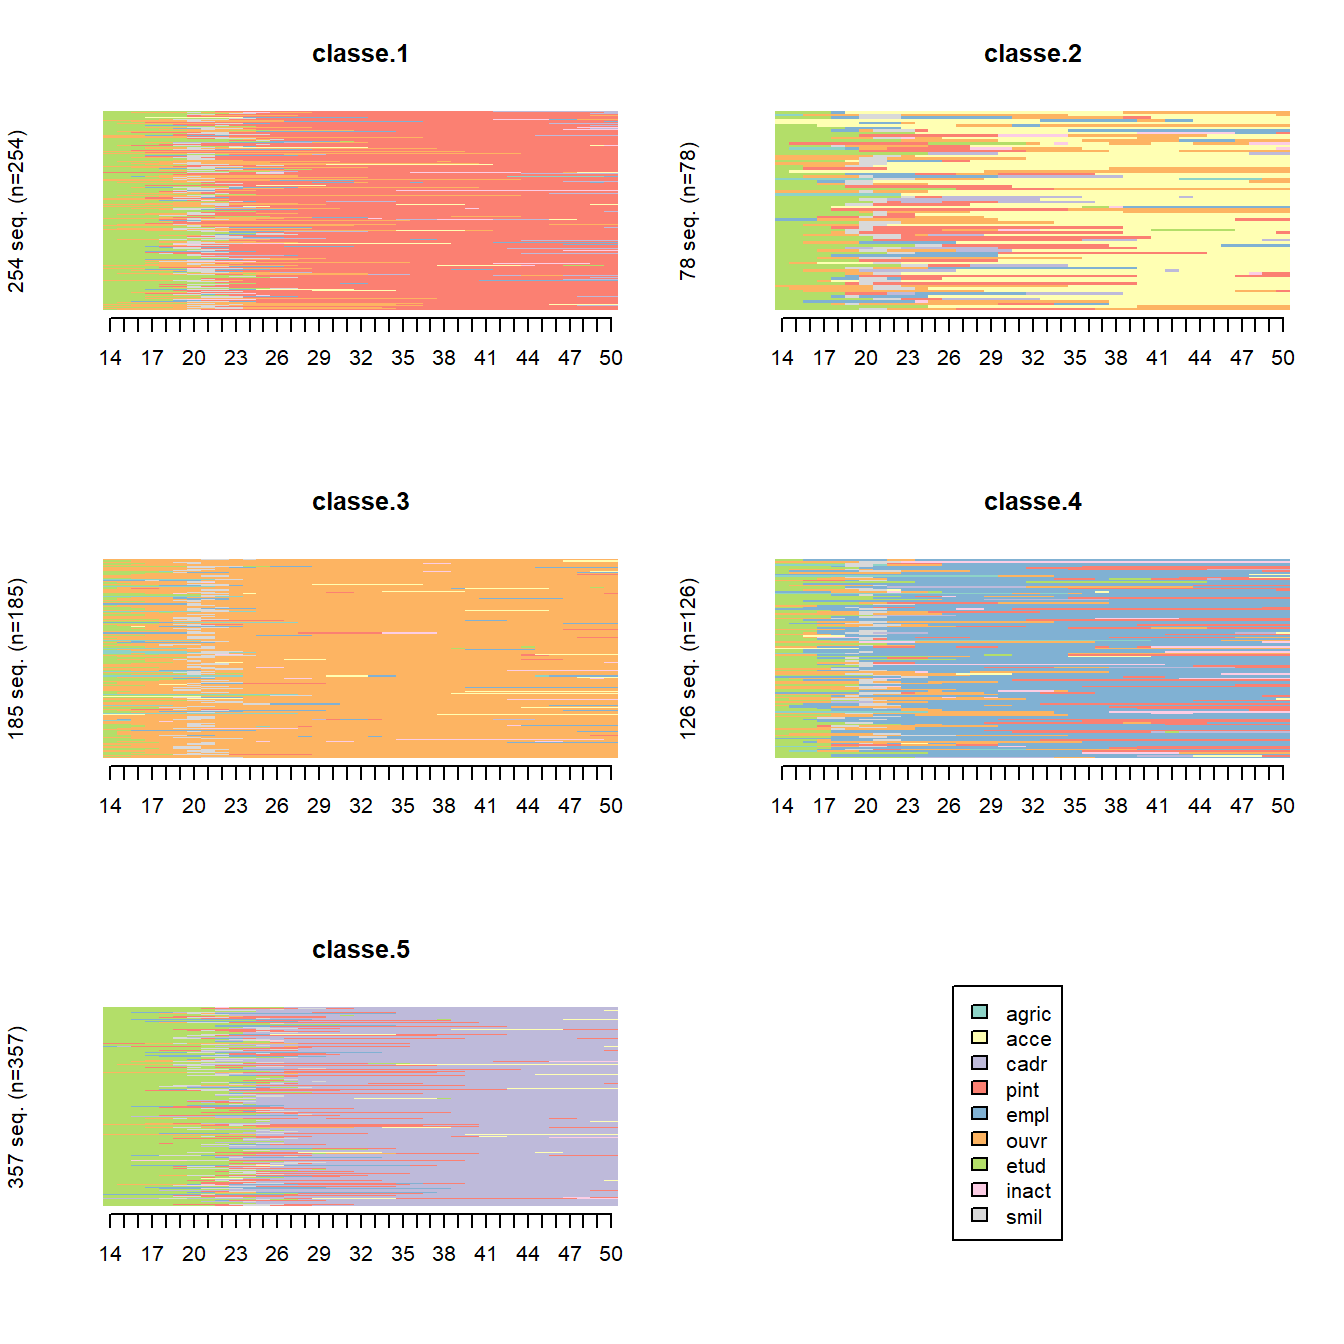 classe.1
254 seq. (n=254)
14 17 20 23 26 29 32 35 38 41 44 47 50
classe.2
78 seq. (n=78)
14 17 20 23 26 29 32 35 38 41 44 47 50
classe.3
185 seq. (n=185)
14 17 20 23 26 29 32 35 38 41 44 47 50
classe.4
126 seq. (n=126)
14 17 20 23 26 29 32 35 38 41 44 47 50
classe.5
357 seq. (n=357)
14 17 20 23 26 29 32 35 38 41 44 47 50
agric
acce
cadr
pint
empl
ouvr
etud
inact
smil